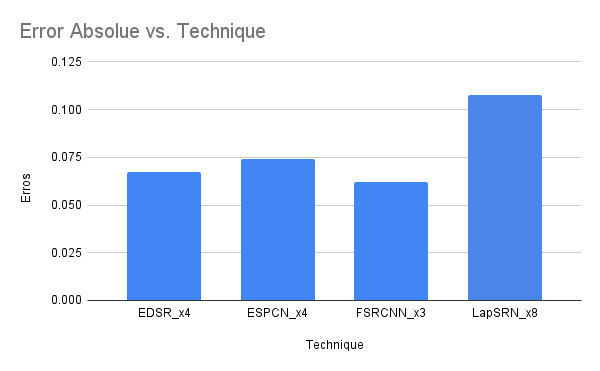 Error Absolue vs. Technique
0.125
0.100
0.075
0.050
0.025
0.000
Erros
EDSR_x4
ESPCN_x4
FSRCNN_x3
LapSRN_x8
Technique